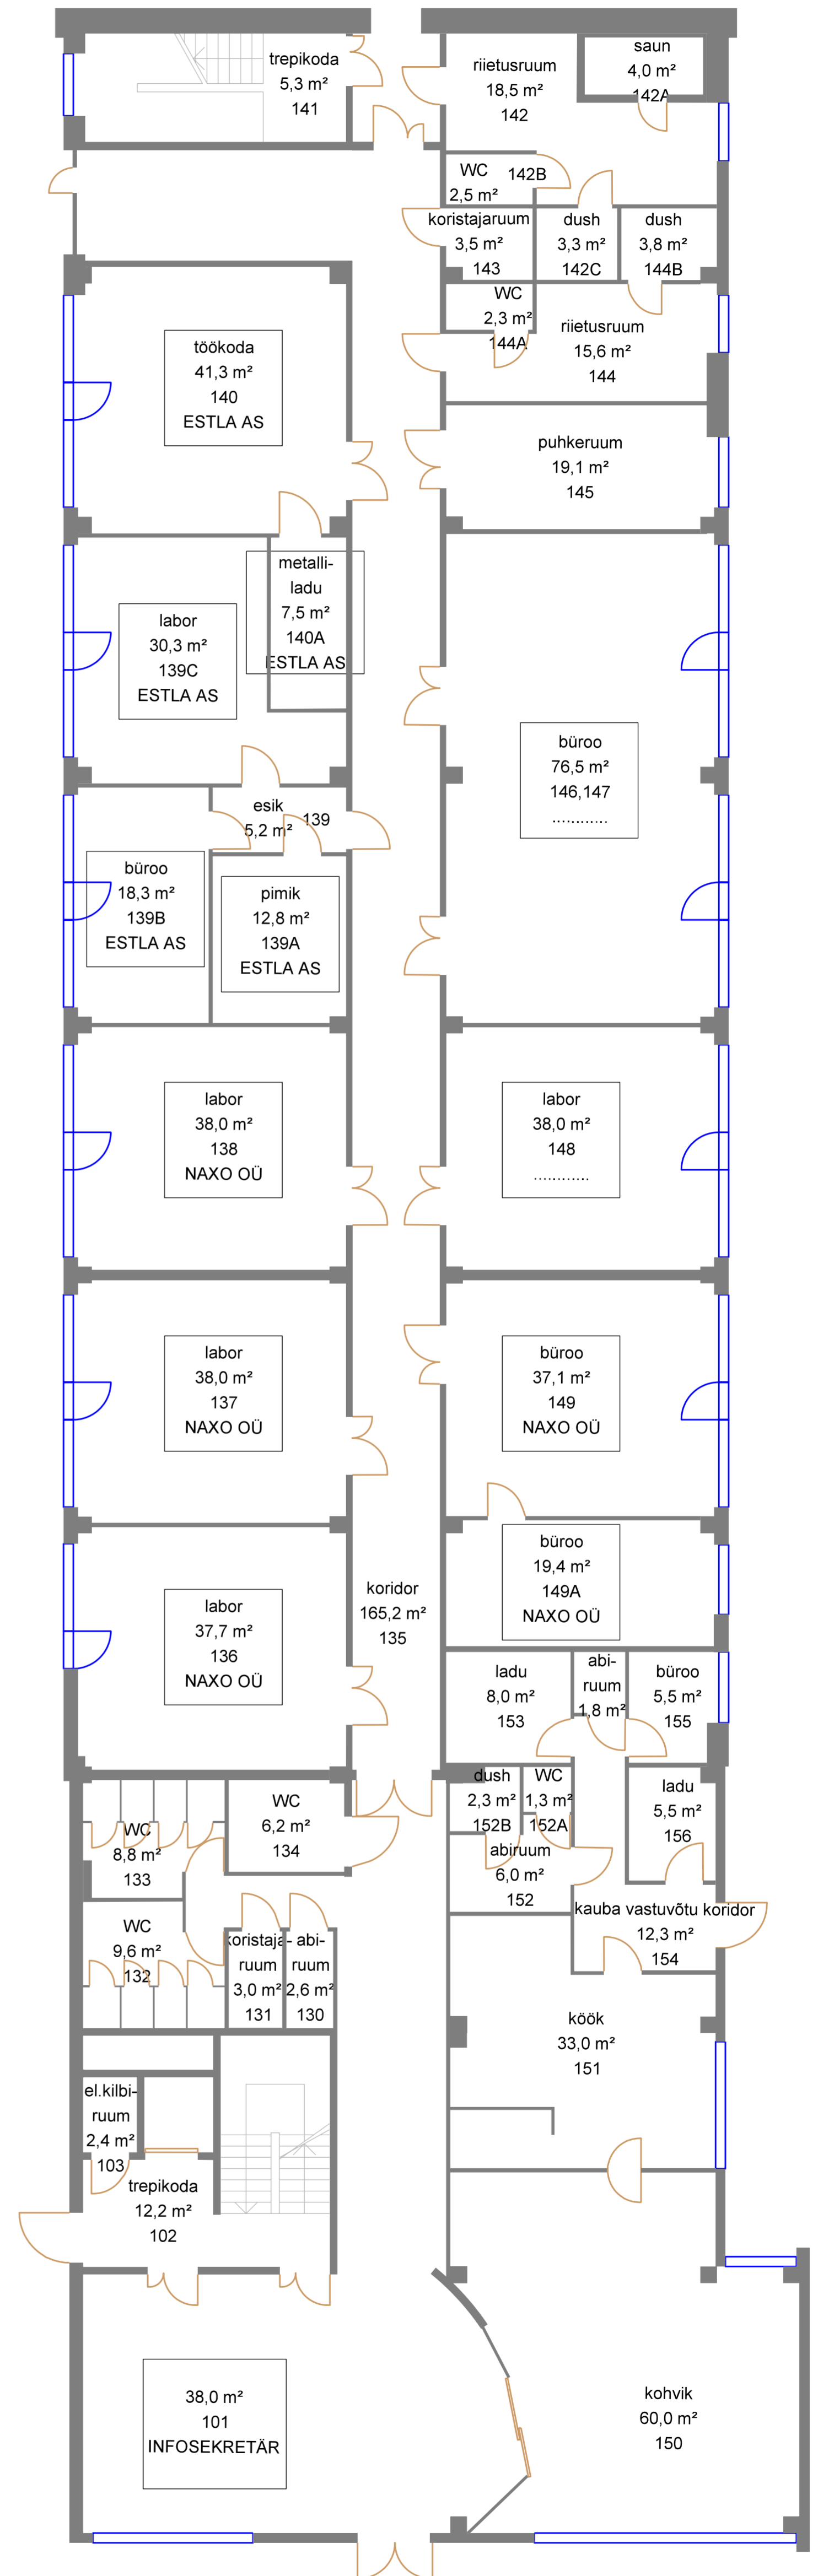 trepikoda
5,3 m²
141
riietusruum
18,5 m²
142
saun
4,0 m²
142A
WC
2,5 m²
142B
koristajaruum
3,5 m²
143
dush
3,3 m²
142C
dush
3,8 m²
144B
WC
2,3 m²
144A
riietusruum
15,6 m²
144
töökoda
41,3 m²
140
ESTLA AS
puhkeruum
19,1 m²
145
metalli-
ladu
7,5 m²
140A
ESTLA AS
labor
30,3 m²
139C
ESTLA AS
büroo
76,5 m²
146,147
............
esik
5,2 m²
139
büroo
18,3 m²
139B
ESTLA AS
pimik
12,8 m²
139A
ESTLA AS
labor
38,0 m²
138
NAXO OÜ
labor
38,0 m²
148
............
labor
38,0 m²
137
NAXO OÜ
büroo
37,1 m²
149
NAXO OÜ
büroo
19,4 m²
149A
NAXO OÜ
koridor
165,2 m²
135
labor
37,7 m²
136
NAXO OÜ
ladu
8,0 m²
153
abi-
ruum
1,8 m²
büroo
5,5 m²
155
dush
2,3 m²
152B
WC
1,3 m²
152A
ladu
5,5 m²
156
WC
6,2 m²
134
WC
8,8 m²
133
abiruum
6,0 m²
152
kauba vastuvõtu koridor
12,3 m²
154
WC
9,6 m²
132
koristaja-
ruum
3,0 m²
131
abi-
ruum
2,6 m²
130
köök
33,0 m²
151
el.kilbi-
ruum
2,4 m²
103
trepikoda
12,2 m²
102
38,0 m²
101
INFOSEKRETÄR
kohvik
60,0 m²
150